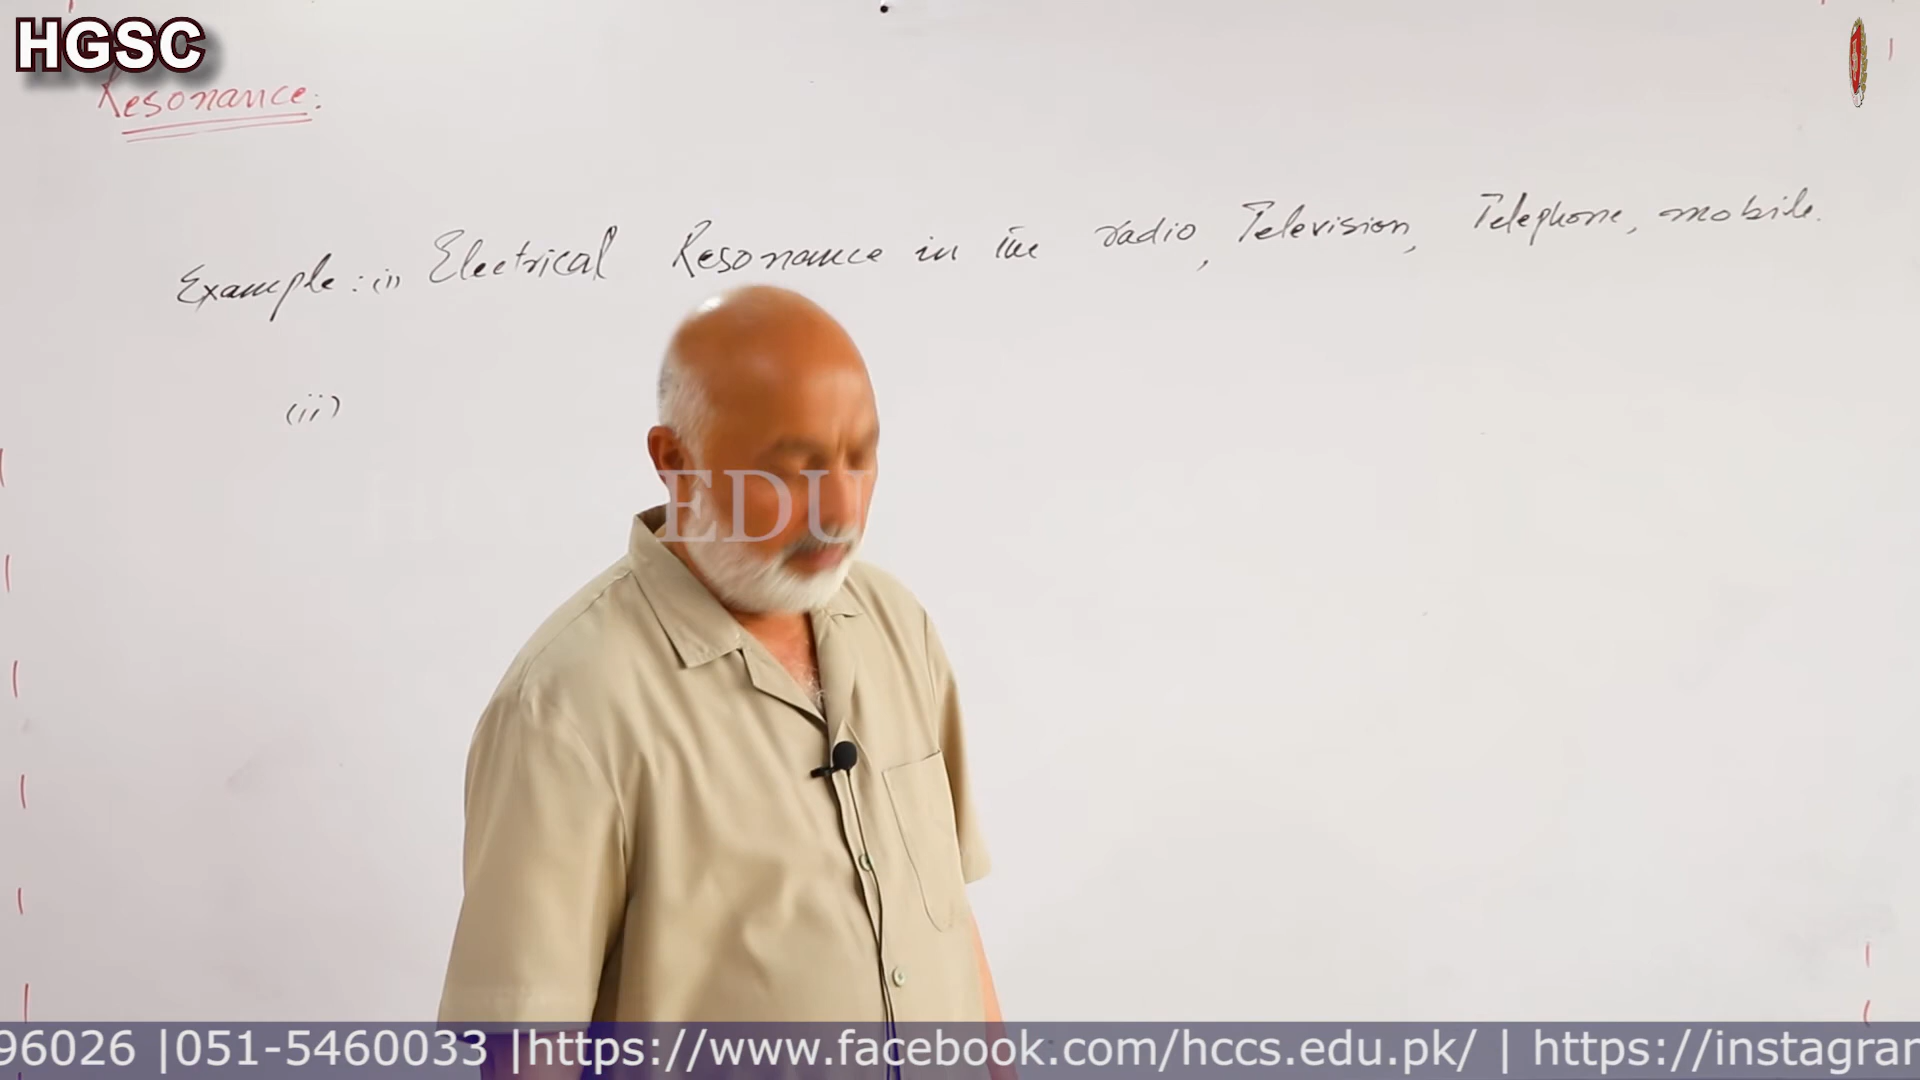 HGSC
Resonance:
Example: (i) Electrical Resonance in the radio, Television, Telephone, mobile.
(ii)
EDU
96026 |051-5460033 |https://www.facebook.com/hccs.edu.pk/ | https://instagra